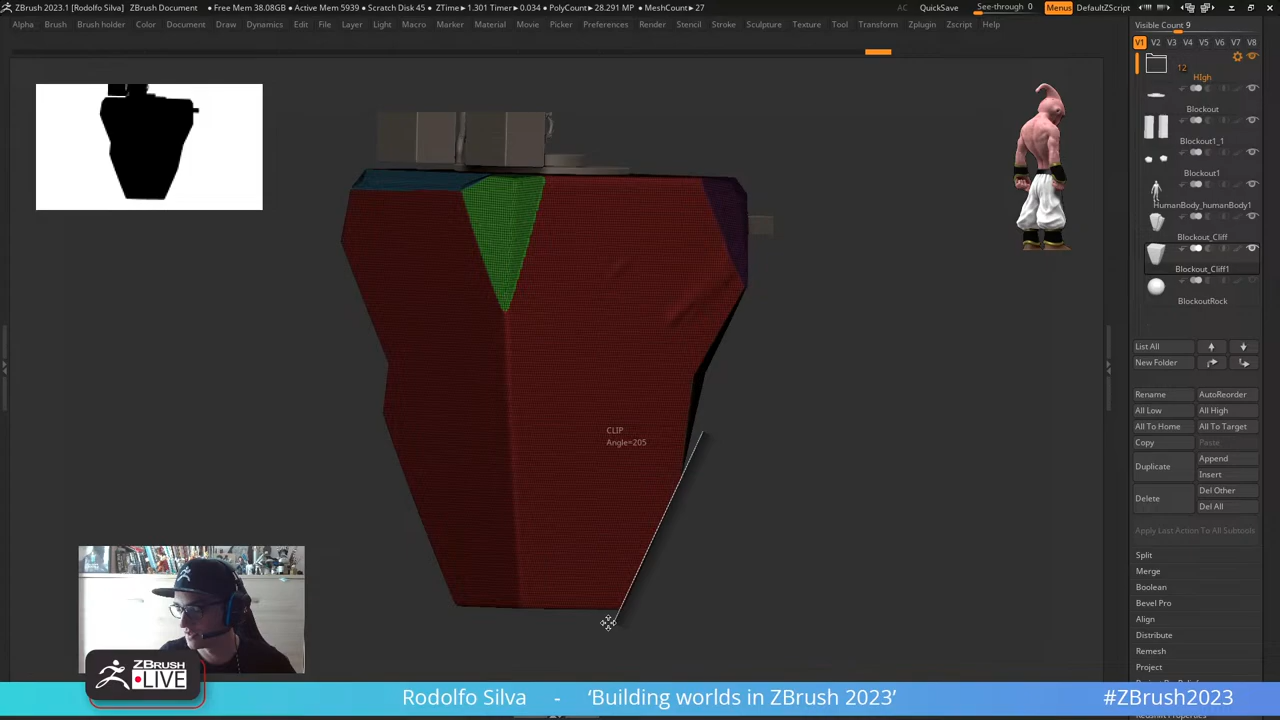 ZBrush 2023.1 [Rodolfo Silva] ZBrush Document • Free Mem 38.08GB • Active Mem 5939 • Scratch Disk 45 • ZTime▸1.301 Timer▸0.034 • PolyCount▸28.291 MP • MeshCount▸27 AC QuickSave See-through 0 Menus DefaultZScript
Alpha Brush Brush holder Color Document Draw Dynamics Edit File Layer Light Macro Marker Material Movie Picker Preferences Render Stencil Stroke Sculpture Texture Tool Transform Zplugin Zscript Help
Visible Count 9
V1 V2 V3 V4 V5 V6 V7 V8
12
HIgh
Blockout
Blockout1_1
Blockout1
HumanBody_humanBody1
Blockout_Cliff
Blockout_Cliff1
BlockoutRock
List All
New Folder
Rename AutoReorder
All Low All High
All To Home All To Target
Copy Paste
Duplicate Append
Insert
Delete Del Other
Del All
Apply Last Action To All Subtools
Split
Merge
Boolean
Bevel Pro
Align
Distribute
Remesh
Project
CLIP
Angle=205
ZBRUSH
LIVE
Rodolfo Silva - ‘Building worlds in ZBrush 2023’ #ZBrush2023